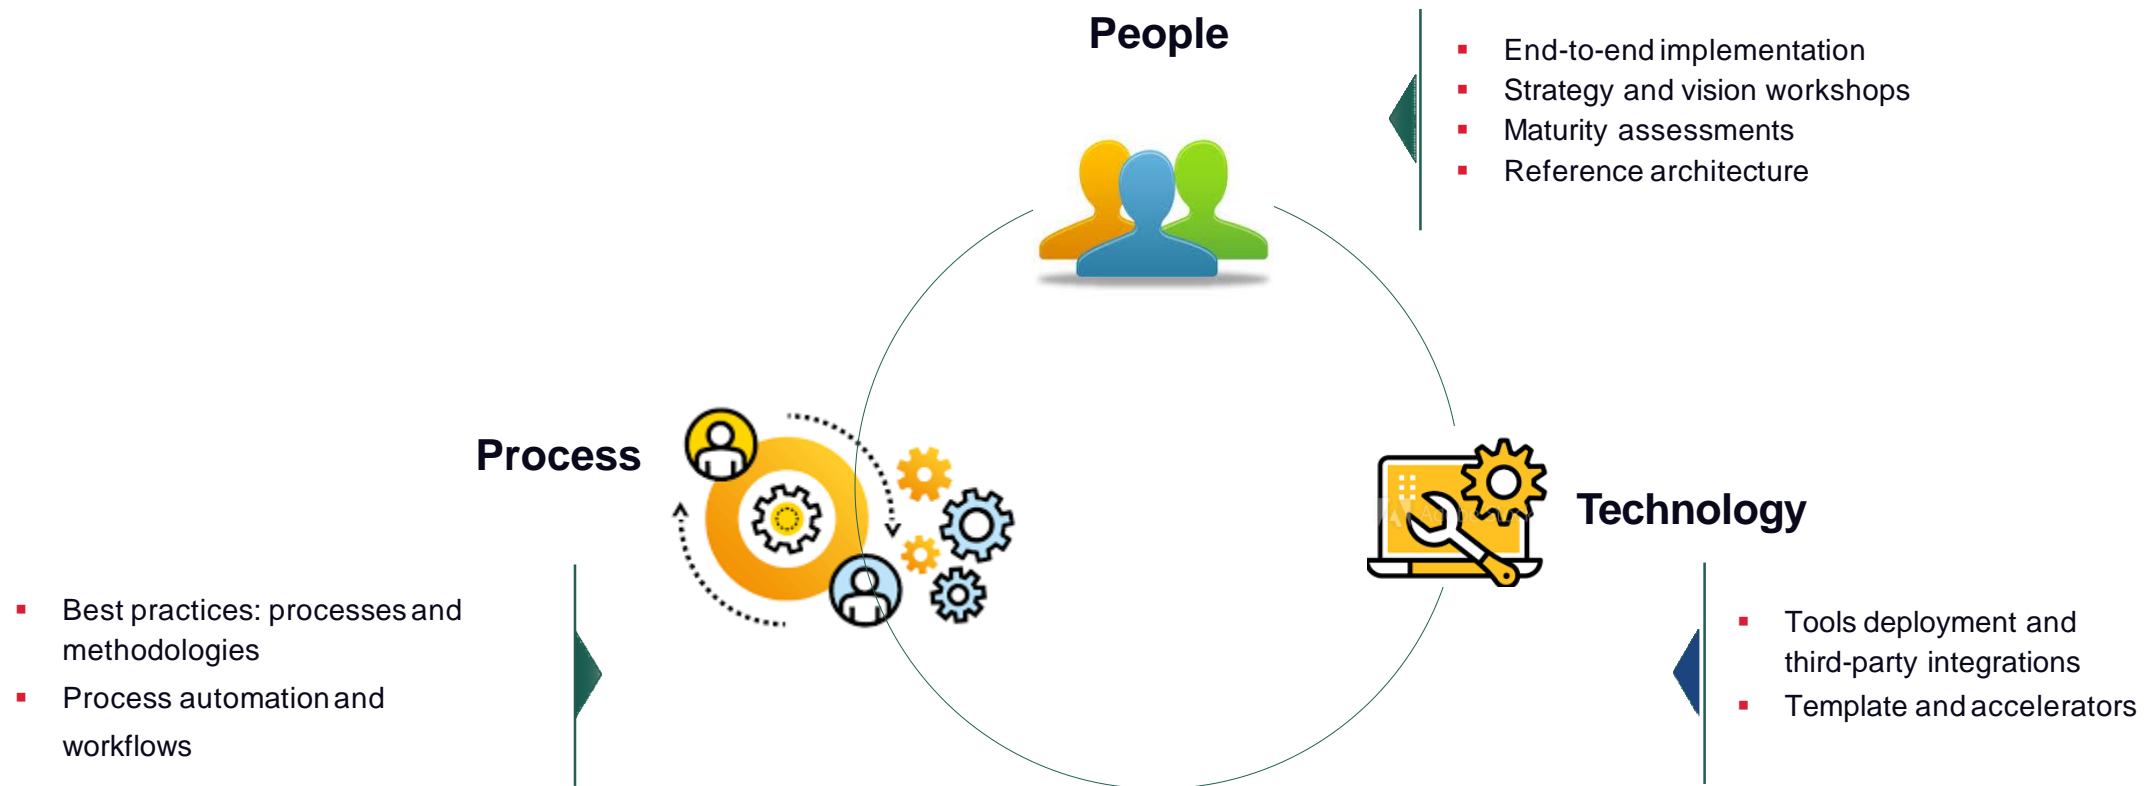 People
▪ End-to-end implementation
▪ Strategy and vision workshops
▪ Maturity assessments
▪ Reference architecture
Process
Technology
▪ Best practices: processes and
methodologies
▪ Process automation and
workflows
▪ Tools deployment and
third-party integrations
▪ Template and accelerators